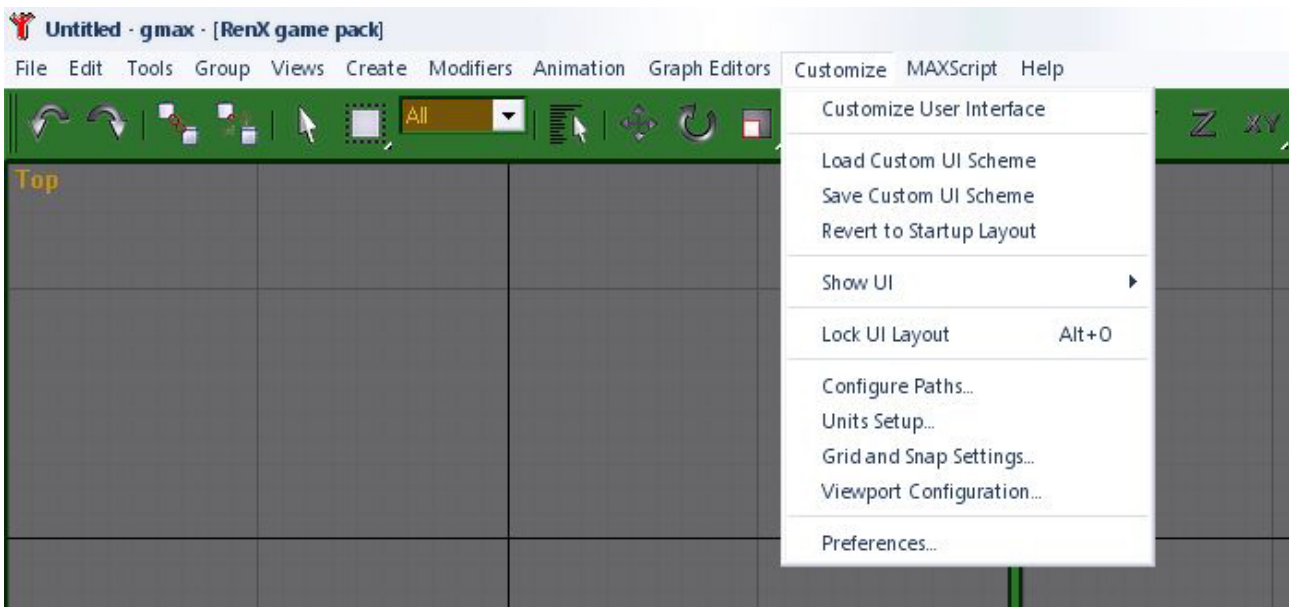 Untitled - gmax - [RenX game pack]
File Edit Tools Group Views Create Modifiers Animation Graph Editors Customize MAXScript Help
All
Z XY
Top
Customize User Interface
Load Custom UI Scheme
Save Custom UI Scheme
Revert to Startup Layout
Show UI
Lock UI Layout Alt+O
Configure Paths...
Units Setup...
Grid and Snap Settings...
Viewport Configuration...
Preferences...